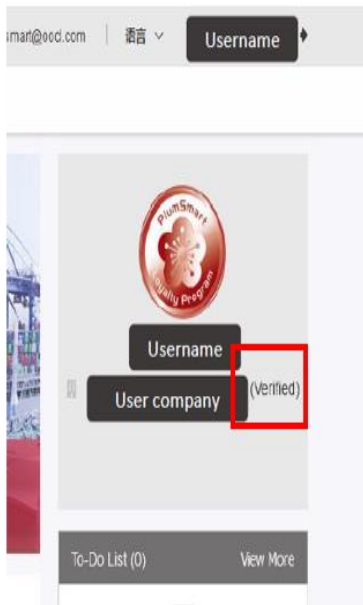 smart@oocl.com 语言 Username
PlumSmart
Loyalty Program
Username
User company (Verified)
To-Do List (0) View More